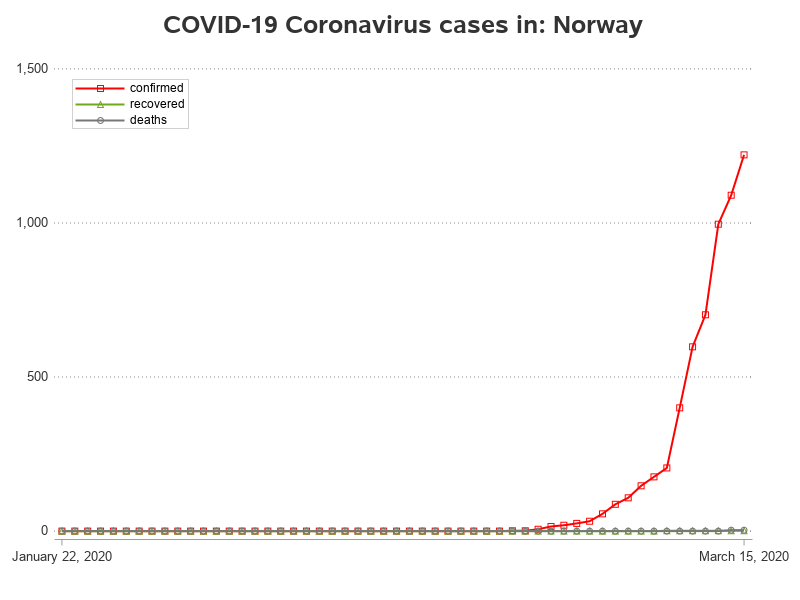 COVID-19 Coronavirus cases in: Norway
1,500
confirmed
recovered
deaths
1,000
500
0
January 22, 2020 March 15, 2020